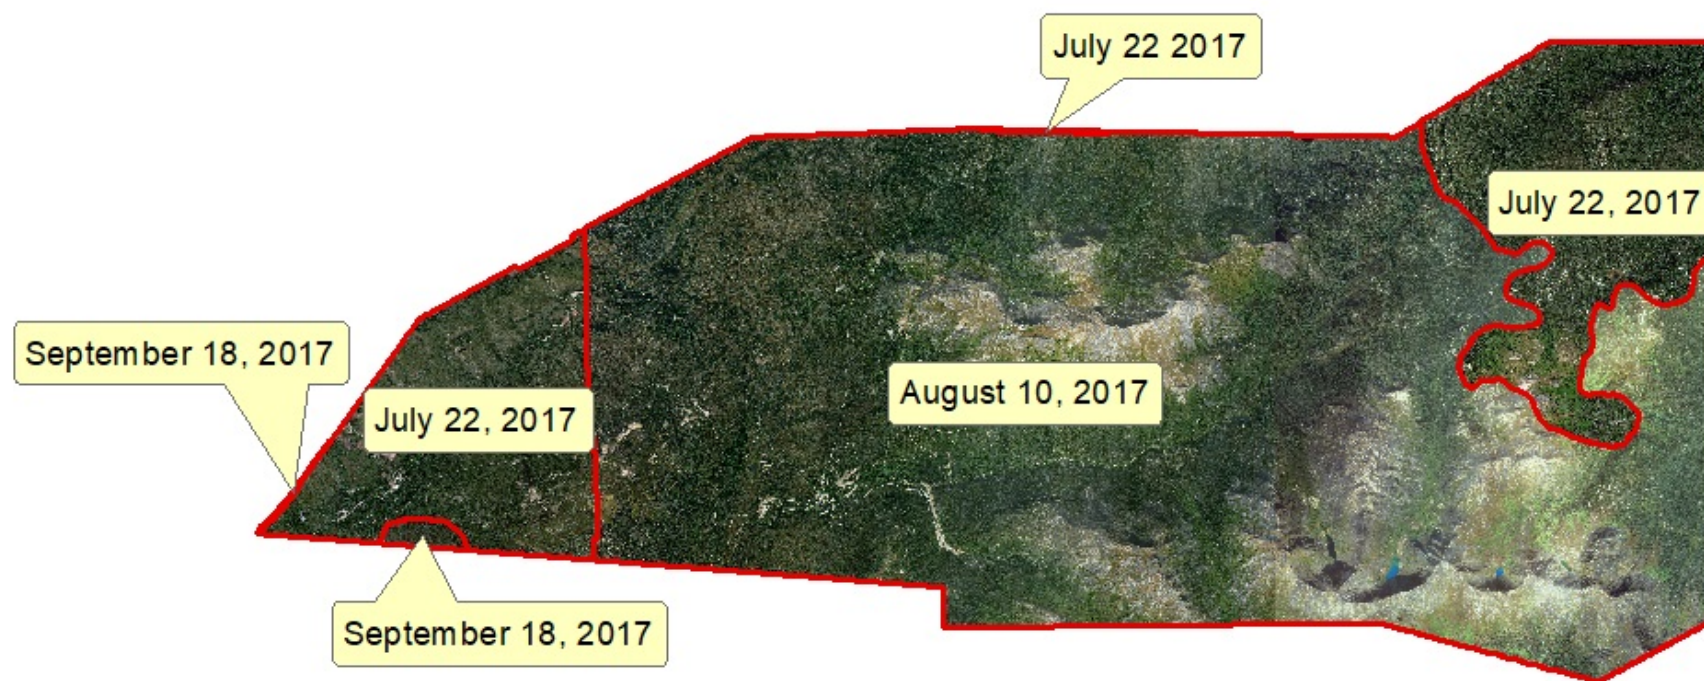 July 22 2017
July 22, 2017
September 18, 2017
July 22, 2017
August 10, 2017
September 18, 2017